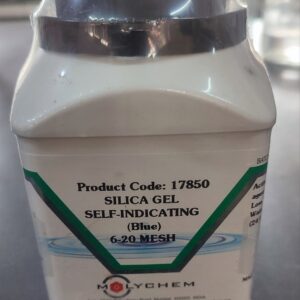 Product Code: 17850
SILICA GEL
SELF-INDICATING
(Blue)
6-20 MESH
MOLYCHEM